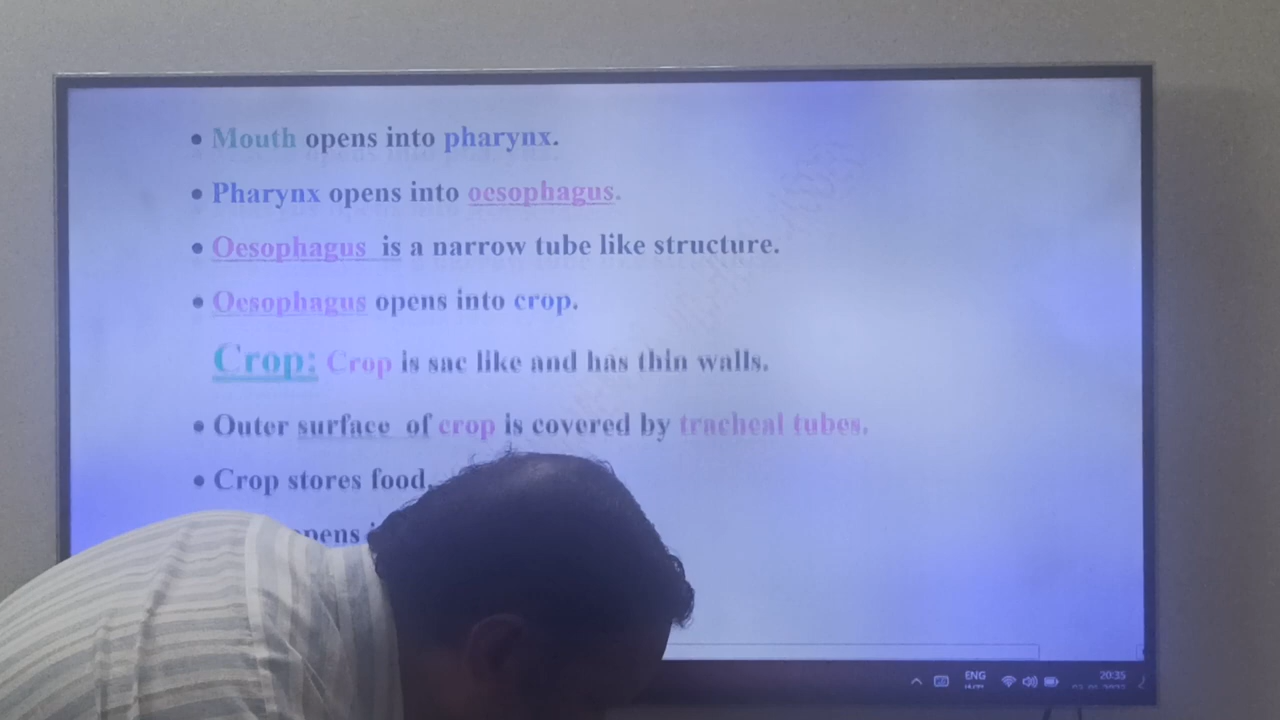 • Mouth opens into pharynx.
• Pharynx opens into oesophagus.
• Oesophagus is a narrow tube like structure.
• Oesophagus opens into crop.
Crop: Crop is sac like and has thin walls.
• Outer surface of crop is covered by tracheal tubes.
• Crop stores food.
ENG
20:35